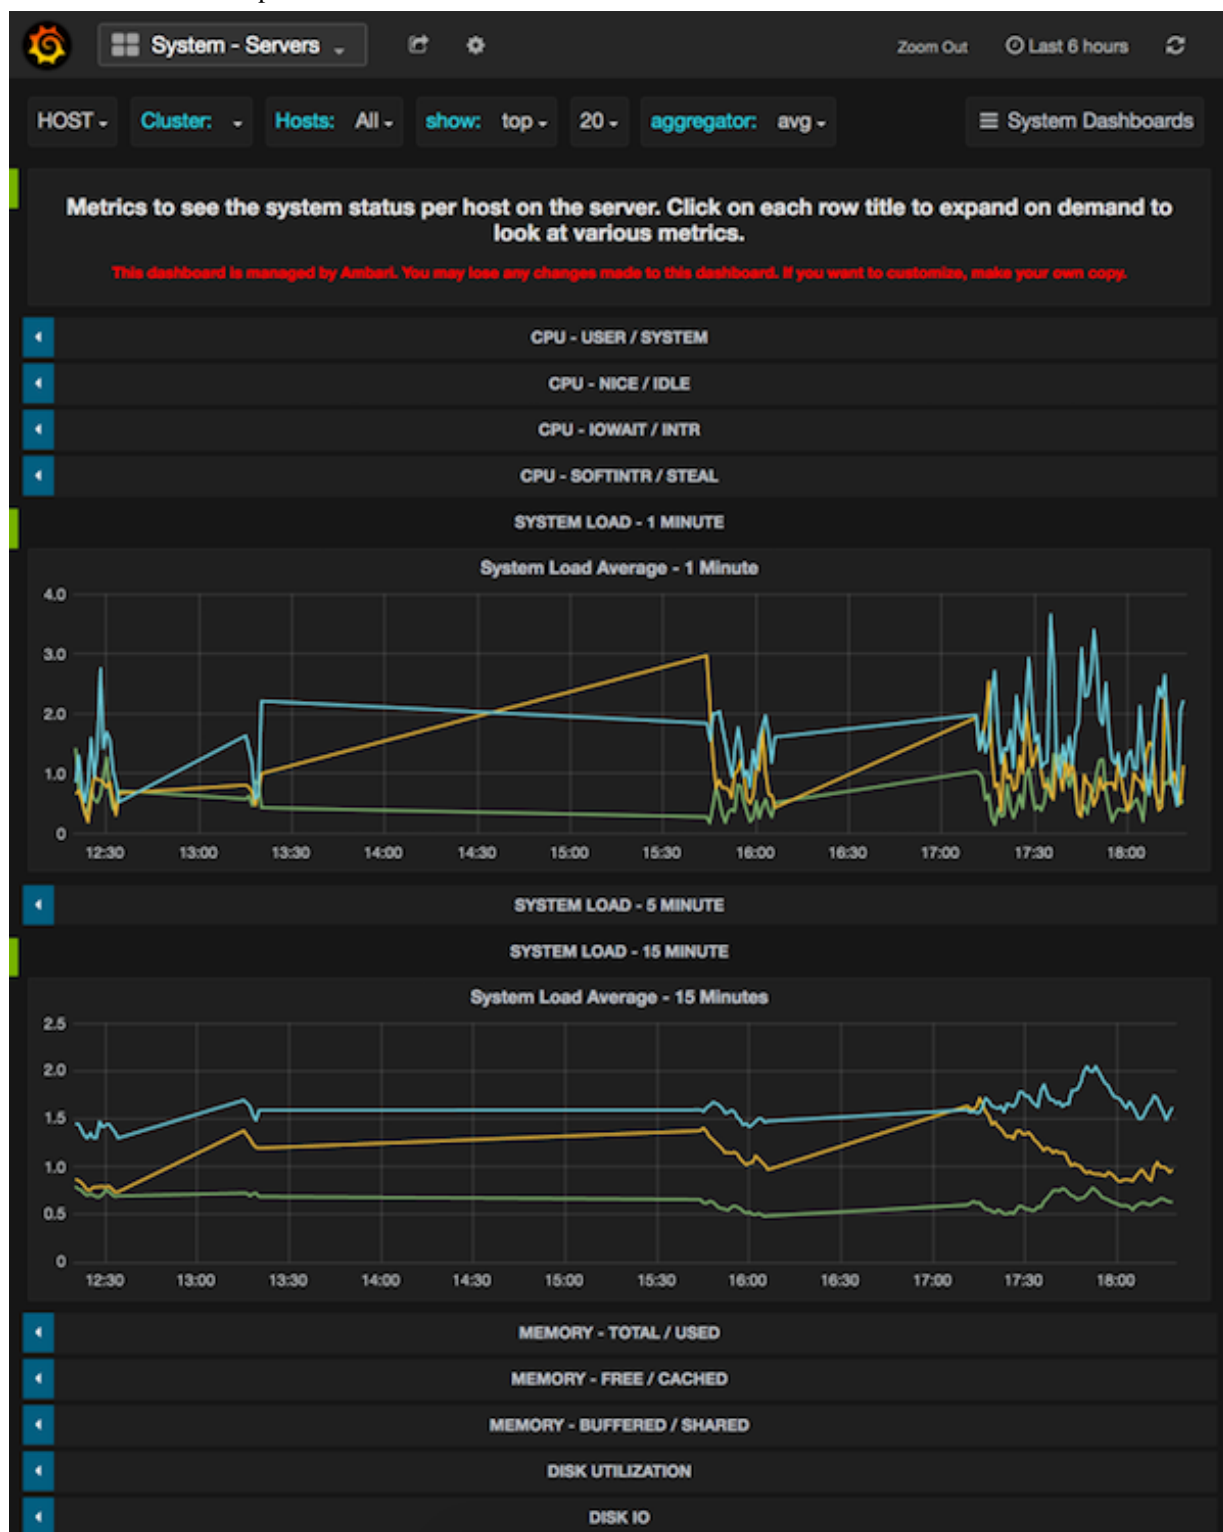 System - Servers
Zoom Out Last 6 hours
HOST Cluster: Hosts: All show: top 20 aggregator: avg System Dashboards
Metrics to see the system status per host on the server. Click on each row title to expand on demand to
look at various metrics.
This dashboard is managed by Ambari. You may lose any changes made to this dashboard. If you want to customize, make your own copy.
CPU - USER / SYSTEM
CPU - NICE / IDLE
CPU - IOWAIT / INTR
CPU - SOFTINTR / STEAL
SYSTEM LOAD - 1 MINUTE
System Load Average - 1 Minute
4.0
3.0
2.0
1.0
0
12:30 13:00 13:30 14:00 14:30 15:00 15:30 16:00 16:30 17:00 17:30 18:00
SYSTEM LOAD - 5 MINUTE
SYSTEM LOAD - 15 MINUTE
System Load Average - 15 Minutes
2.5
2.0
1.5
1.0
0.5
0
12:30 13:00 13:30 14:00 14:30 15:00 15:30 16:00 16:30 17:00 17:30 18:00
MEMORY - TOTAL / USED
MEMORY - FREE / CACHED
MEMORY - BUFFERED / SHARED
DISK UTILIZATION
DISK IO